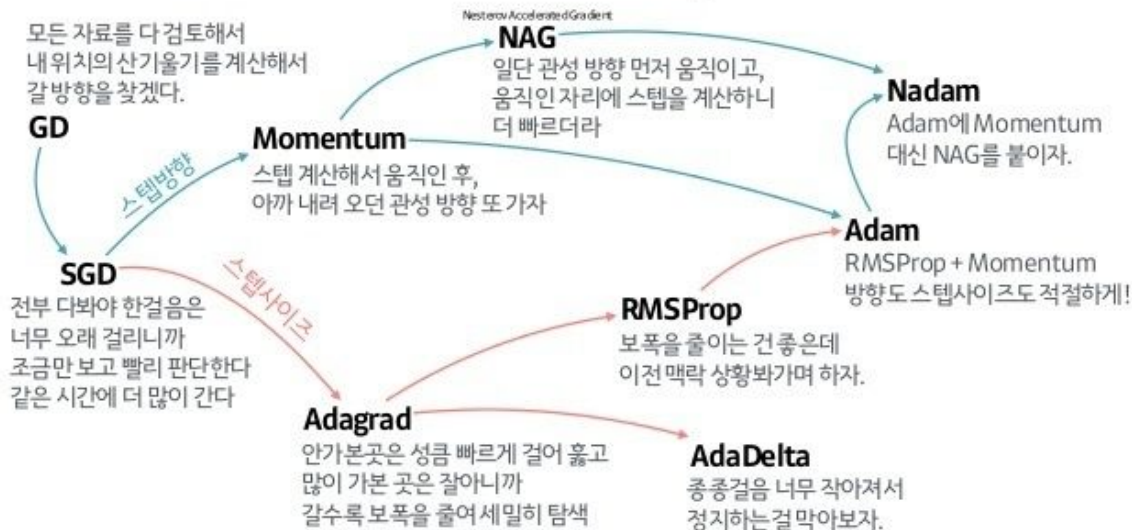 Nesterov Accelerated Gradient
NAG
일단 관성 방향 먼저 움직이고,
움직인 자리에 스텝을 계산하니
더 빠르더라
모든 자료를 다 검토해서
내 위치의 산기울기를 계산해서
갈 방향을 찾겠다.
GD
Momentum
스텝 계산해서 움직인 후,
아까 내려 오던 관성 방향 또 가자
Nadam
Adam에 Momentum
대신 NAG를 붙이자.
스텝방향
Adam
RMSProp + Momentum
방향도 스텝사이즈도 적절하게!
SGD
전부 다봐야 한걸음은
너무 오래 걸리니까
조금만 보고 빨리 판단한다
같은 시간에 더 많이 간다
스텝사이즈
RMSProp
보폭을 줄이는 건 좋은데
이전 맥락 상황봐가며 하자.
Adagrad
안가본곳은 성큼 빠르게 걸어 훓고
많이 가본 곳은 잘아니까
갈수록 보폭을 줄여 세밀히 탐색
AdaDelta
종종걸음 너무 작아져서
정지하는걸 막아보자.